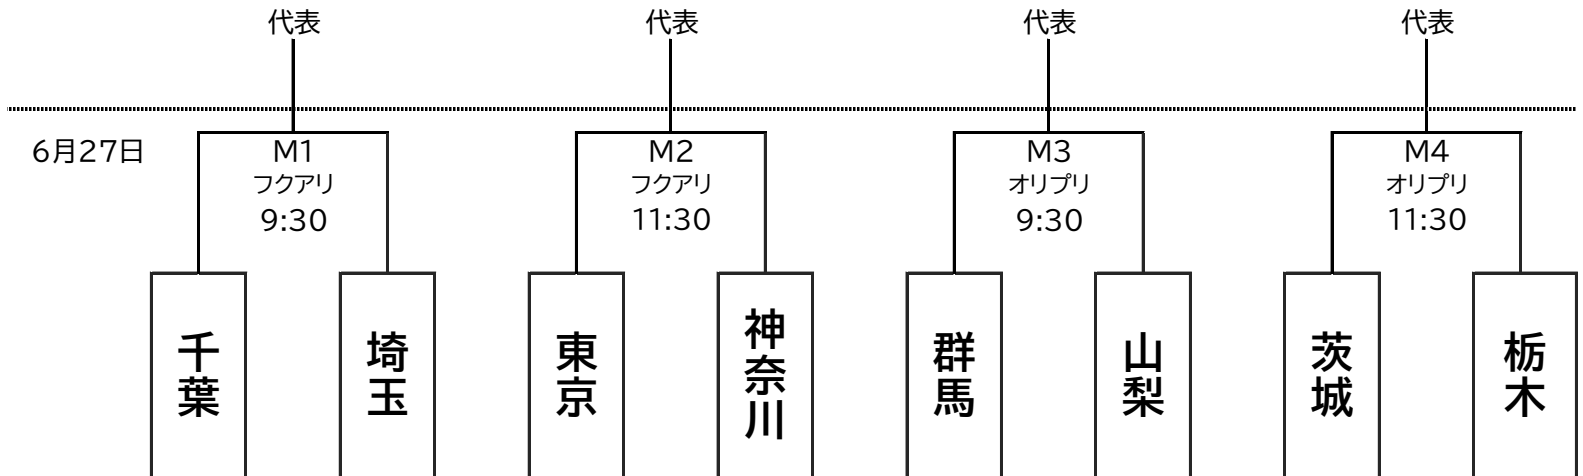 代表 代表 代表 代表
6月27日 M1 M2 M3 M4
フクアリ フクアリ オリプリ オリプリ
9:30 11:30 9:30 11:30
千葉 埼玉 東京 神奈川 群馬 山梨 茨城 栃木